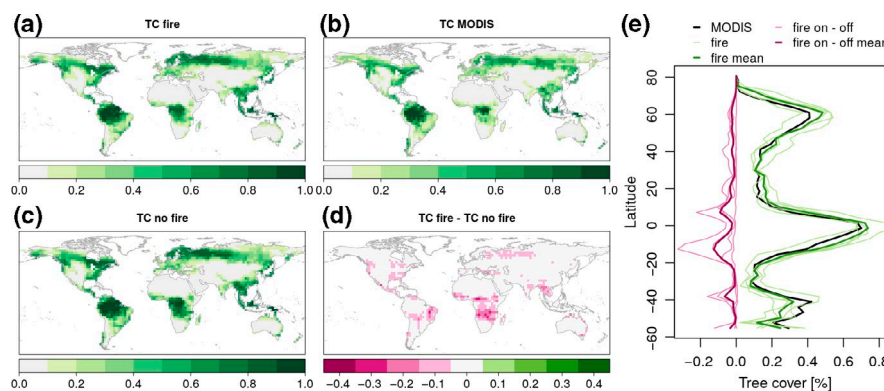 (a) TC fire
0.0 0.2 0.4 0.6 0.8 1.0
(b) TC MODIS
0.0 0.2 0.4 0.6 0.8 1.0
(c) TC no fire
0.0 0.2 0.4 0.6 0.8 1.0
(d) TC fire - TC no fire
−0.4 −0.3 −0.2 −0.1 0 0.1 0.2 0.3 0.4
(e)
MODIS
fire
fire mean
fire on - off
fire on - off mean
Latitude
80
60
40
20
0
−20
−40
−60
−0.2 0.0 0.2 0.4 0.6 0.8
Tree cover [%]